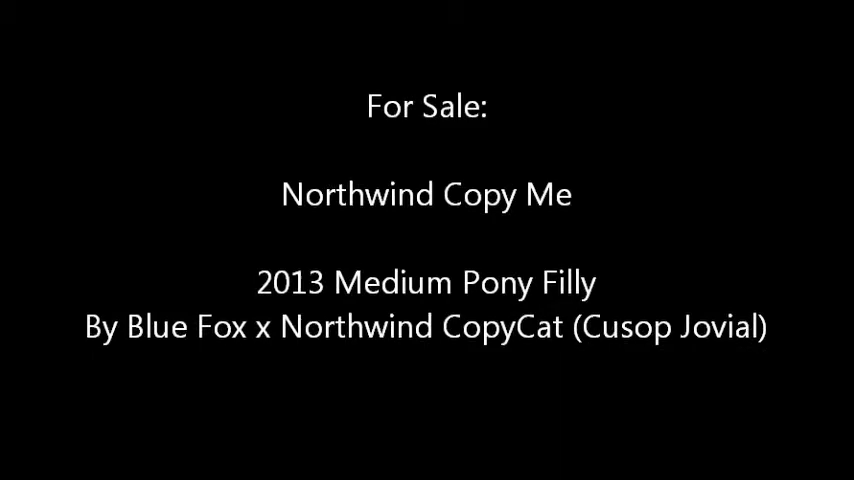 For Sale:
Northwind Copy Me
2013 Medium Pony Filly
By Blue Fox x Northwind CopyCat (Cusop Jovial)